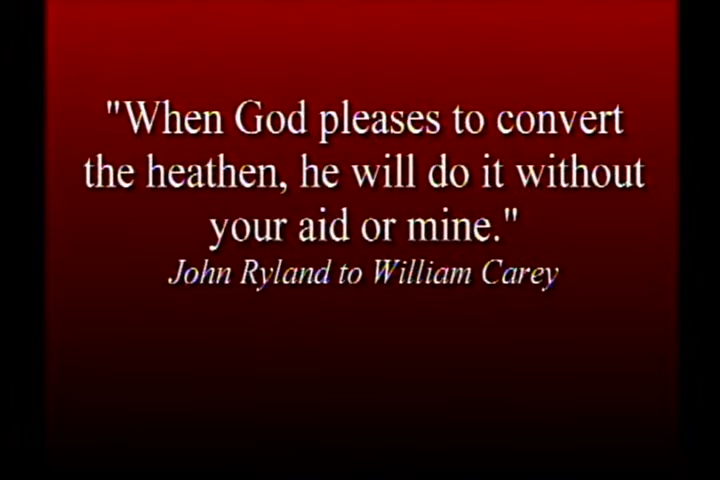 "When God pleases to convert
the heathen, he will do it without
your aid or mine."
John Ryland to William Carey